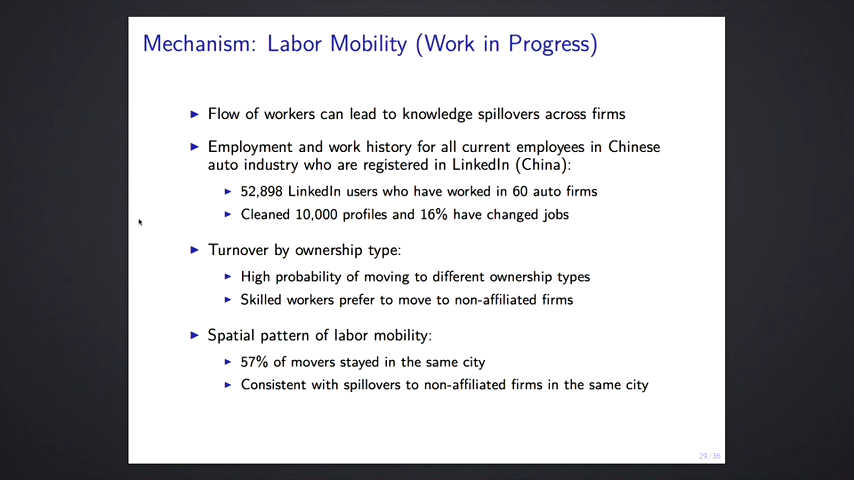 Mechanism: Labor Mobility (Work in Progress)
Flow of workers can lead to knowledge spillovers across firms
Employment and work history for all current employees in Chinese
auto industry who are registered in LinkedIn (China):
52,898 LinkedIn users who have worked in 60 auto firms
Cleaned 10,000 profiles and 16% have changed jobs
Turnover by ownership type:
High probability of moving to different ownership types
Skilled workers prefer to move to non-affiliated firms
Spatial pattern of labor mobility:
57% of movers stayed in the same city
Consistent with spillovers to non-affiliated firms in the same city
29/36